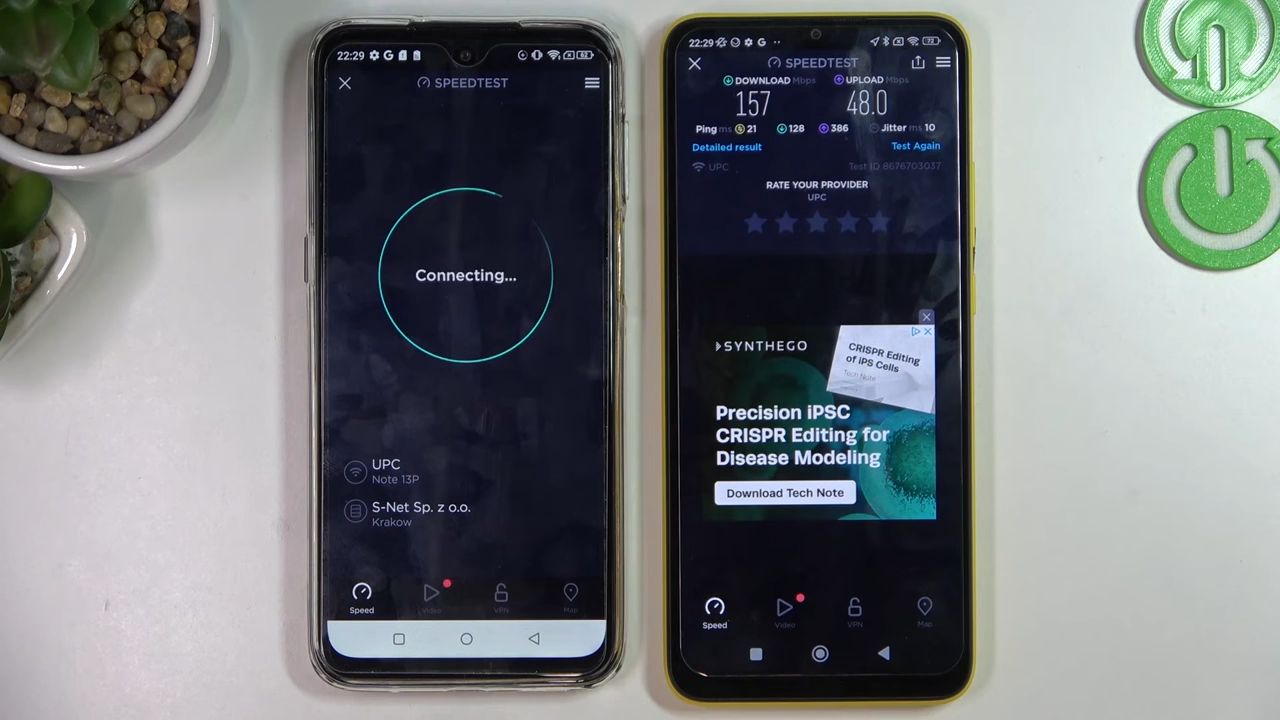 22:29
62
SPEEDTEST
Connecting...
UPC
Note 13P
S-Net Sp. z o.o.
Krakow
Speed
Video
VPN
Map
22:29
72
SPEEDTEST
DOWNLOAD Mbps
UPLOAD Mbps
157
48.0
Ping ms 21
128
386
Jitter ms 10
Detailed result
Test Again
UPC
Test ID 8676703037
RATE YOUR PROVIDER
UPC
SYNTHEGO
CRISPR Editing
of iPS Cells
Tech Note
Precision iPSC
CRISPR Editing for
Disease Modeling
Download Tech Note
Speed
Video
VPN
Map